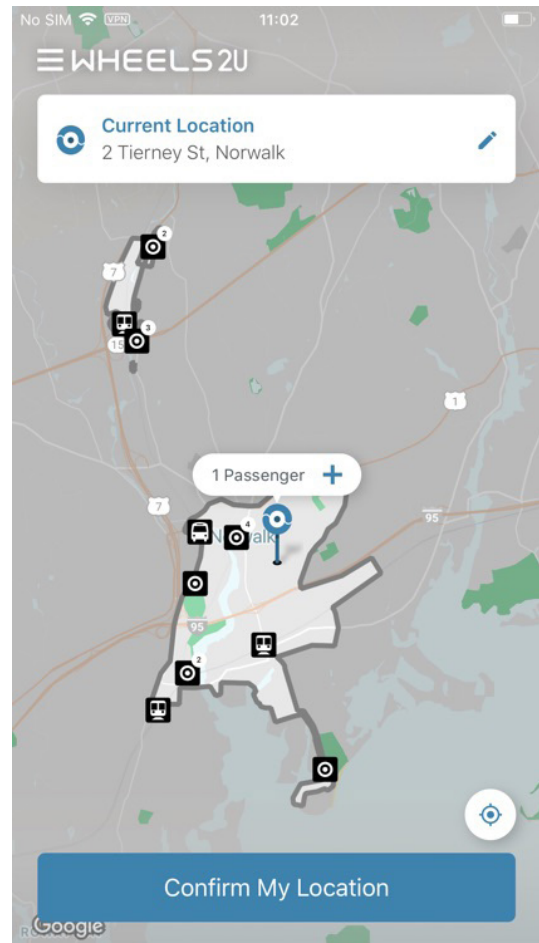 No SIM VPN 11:02
WHEELS2U
Current Location
2 Tierney St, Norwalk
2
7
3
15
1
1 Passenger +
7
95
4
Norwalk
95
2
Confirm My Location
Google